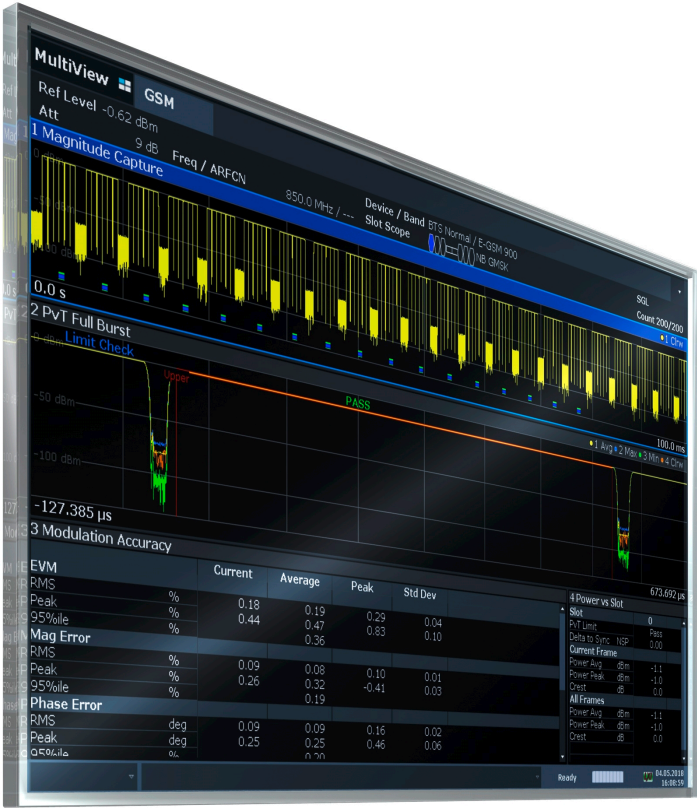 MultiView GSM
Ref Level -0.62 dBm
Att 9 dB Freq / ARFCN 850.0 MHz / --- Device / Band BTS Normal / E-GSM 900
Slot Scope NB GMSK
SGL
Count 200/200
1 Magnitude Capture 1 Clrw
0.0 s 100.0 ms
2 PvT Full Burst 1 Avg 2 Max 3 Min 4 Clrw
Limit Check
Upper
PASS
-50 dBm
-100 dBm
-127.385 µs 673.692 µs
3 Modulation Accuracy
Current Average Peak Std Dev
EVM
RMS % 0.18 0.19 0.29 0.04
Peak % 0.44 0.47 0.83 0.10
95%ile % 0.36
Mag Error
RMS % 0.09 0.08 0.10 0.01
Peak % 0.26 0.32 -0.41 0.03
95%ile % 0.19
Phase Error
RMS deg 0.09 0.09 0.16 0.02
Peak deg 0.25 0.25 0.46 0.06
95%ile % 0.20
4 Power vs Slot
Slot 0
PvT Limit Pass
Delta to Sync NSP 0.00
Current Frame
Power Avg dBm -1.1
Power Peak dBm -1.0
Crest dB 0.0
All Frames
Power Avg dBm -1.1
Power Peak dBm -1.0
Crest dB 0.0
Ready 04.05.2010
16:08:59